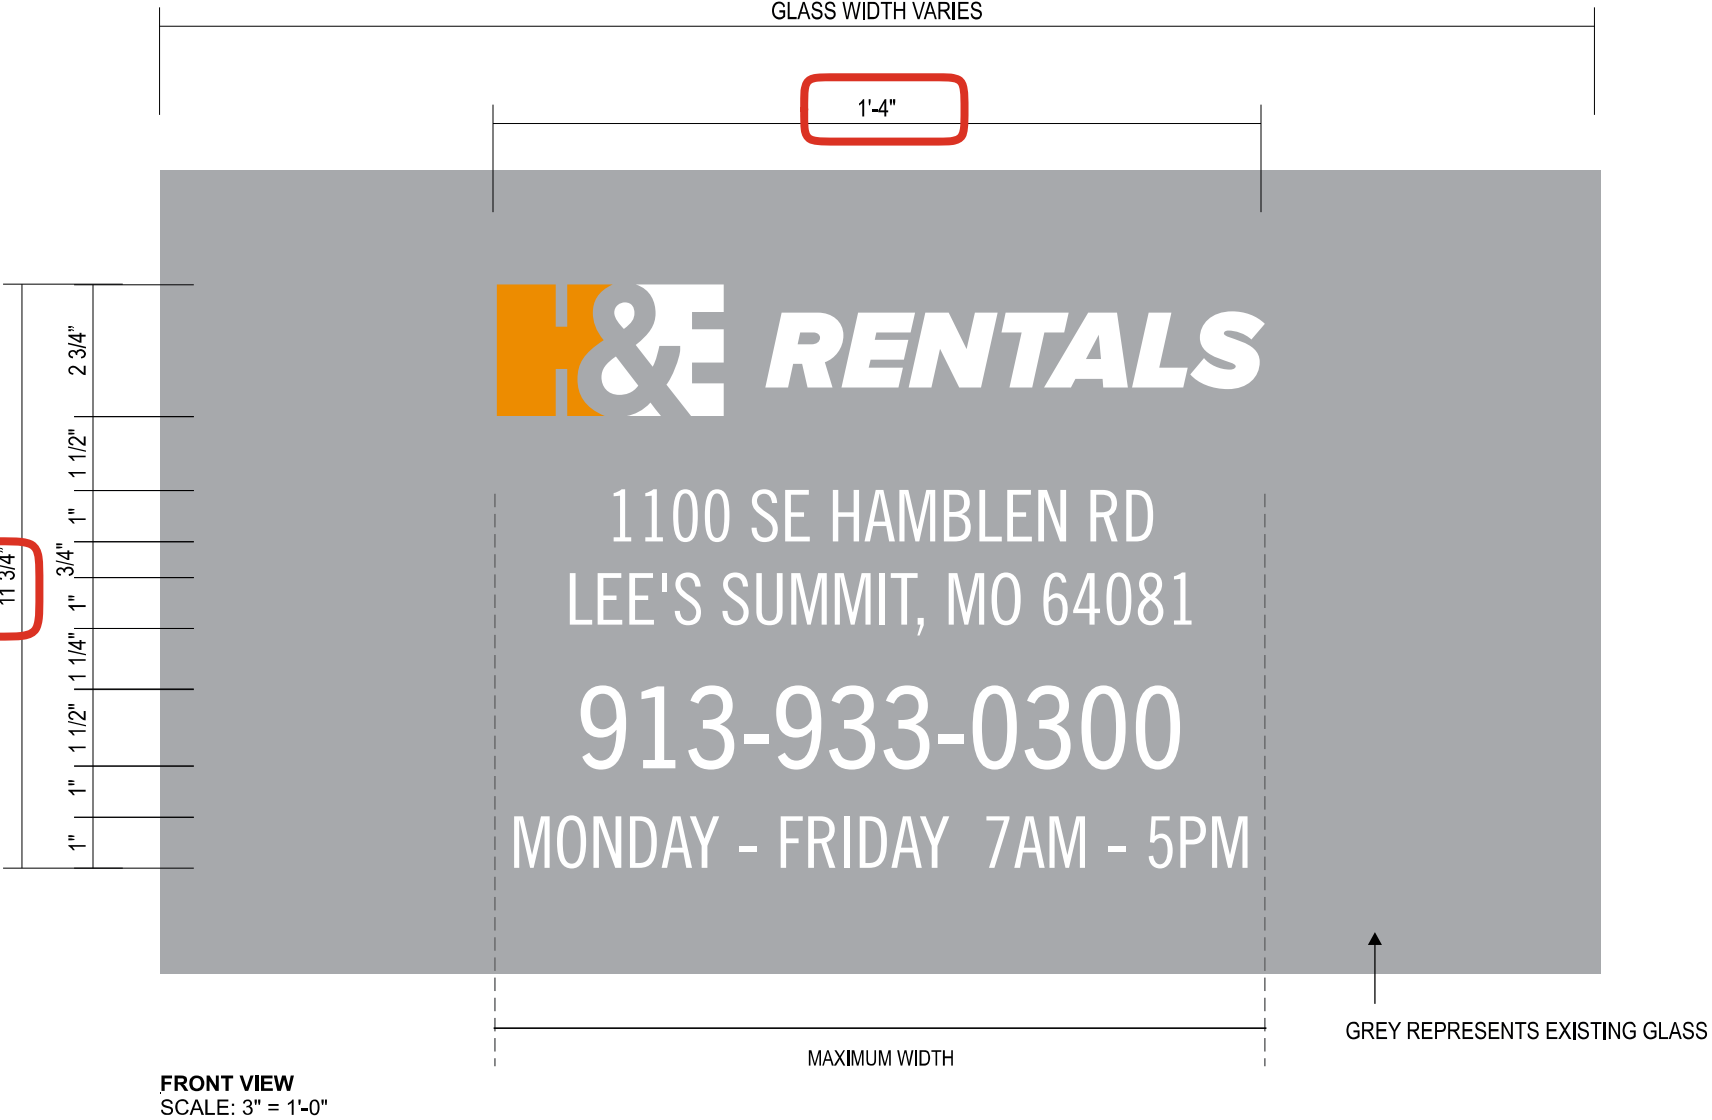 GLASS WIDTH VARIES
1'-4"
H&E RENTALS
2 3/4"
1 1/2"
1"
3/4"
11 3/4"
1"
1 1/4"
1 1/2"
1"
1"
1100 SE HAMBLEN RD
LEE'S SUMMIT, MO 64081
913-933-0300
MONDAY - FRIDAY 7AM - 5PM
GREY REPRESENTS EXISTING GLASS
MAXIMUM WIDTH
FRONT VIEW
SCALE: 3" = 1'-0"